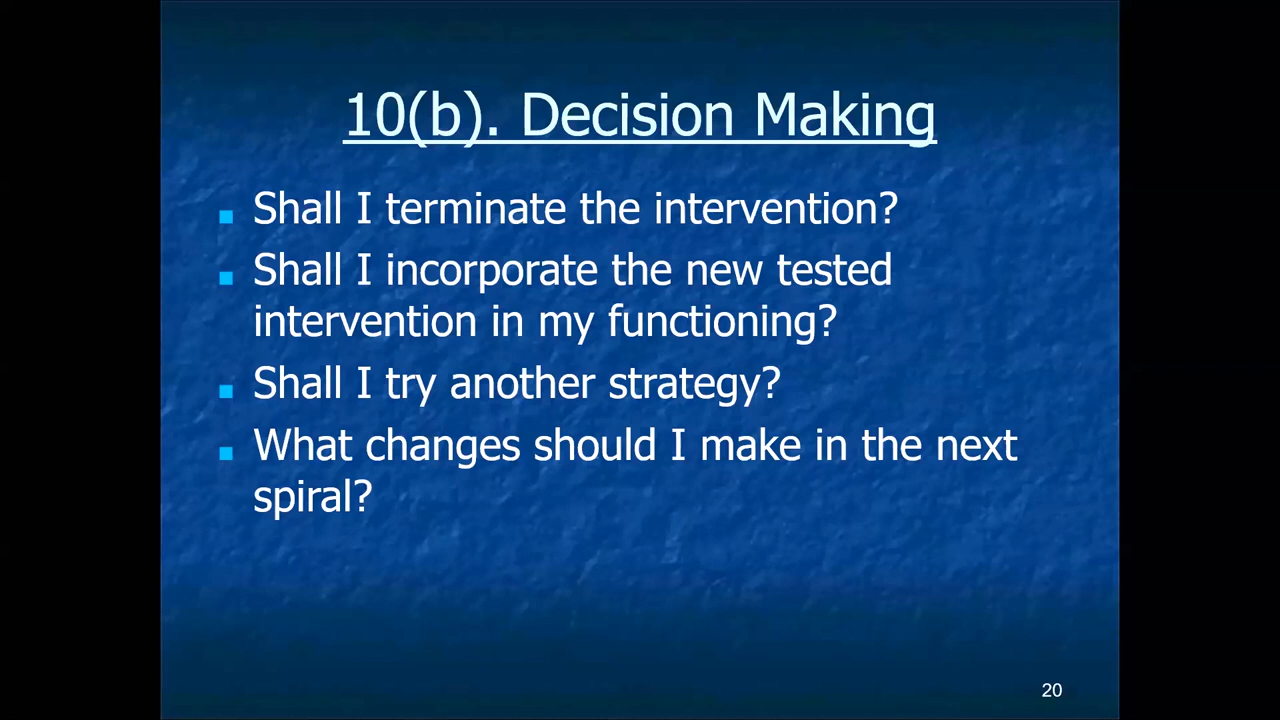 10(b). Decision Making
Shall I terminate the intervention?
Shall I incorporate the new tested
intervention in my functioning?
Shall I try another strategy?
What changes should I make in the next
spiral?
20